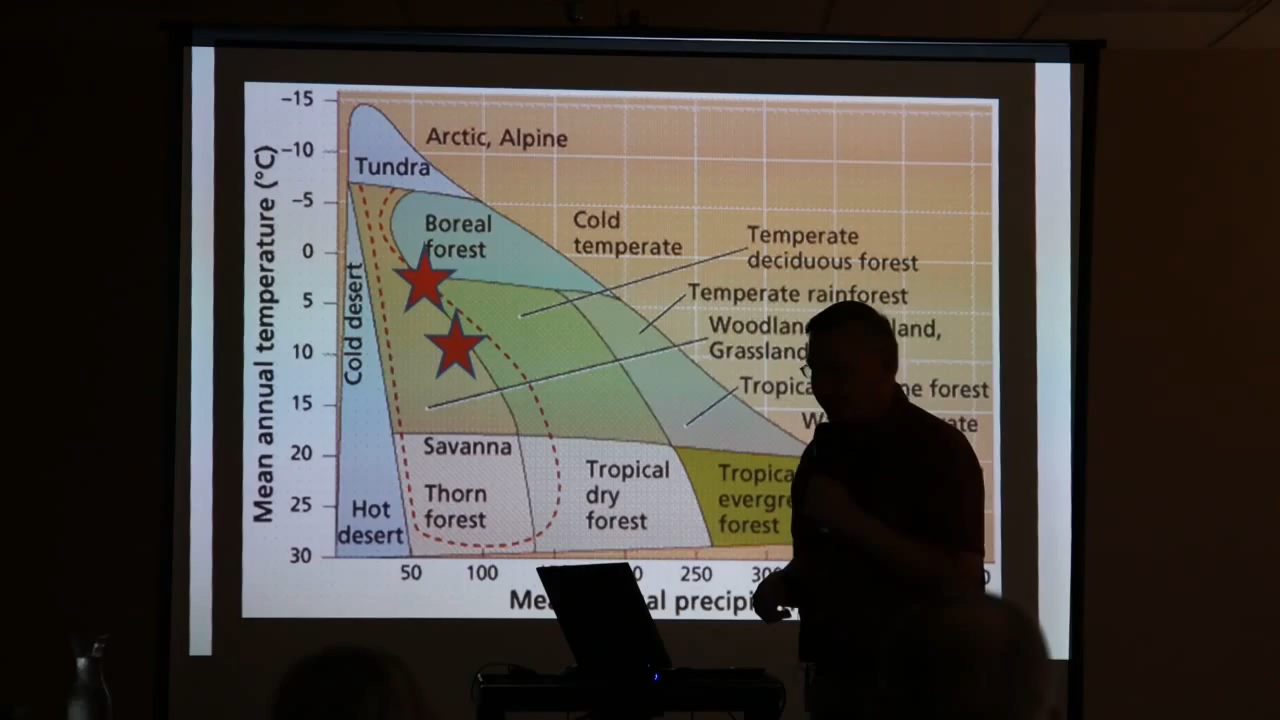 −15
−10
−5
0
5
10
15
20
25
30
Mean annual temperature (°C)
Arctic, Alpine
Tundra
Boreal
forest
Cold
temperate
Temperate
deciduous forest
Temperate rainforest
Grassland
Cold desert
Savanna
Thorn
forest
Tropical
dry
forest
forest
Hot
desert
50
100
250